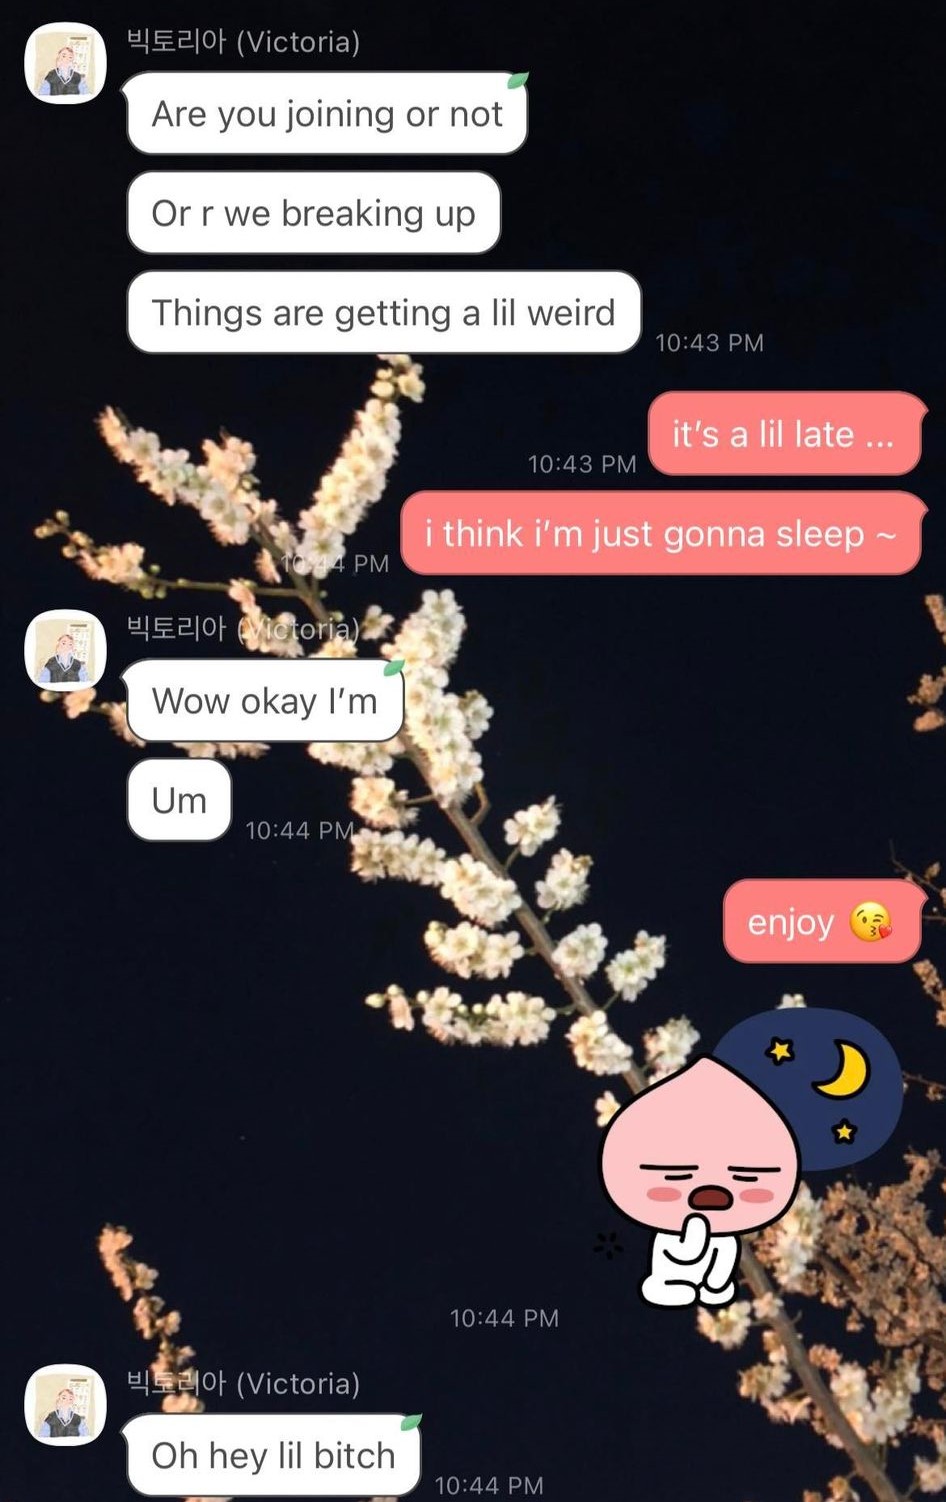 빅토리아 (Victoria)
Are you joining or not
Or r we breaking up
Things are getting a lil weird
10:43 PM
it's a lil late ...
10:43 PM
i think i'm just gonna sleep ~
10:44 PM
빅토리아 (Victoria)
Wow okay I'm
Um
10:44 PM
enjoy 😘
10:44 PM
빅토리아 (Victoria)
Oh hey lil bitch
10:44 PM